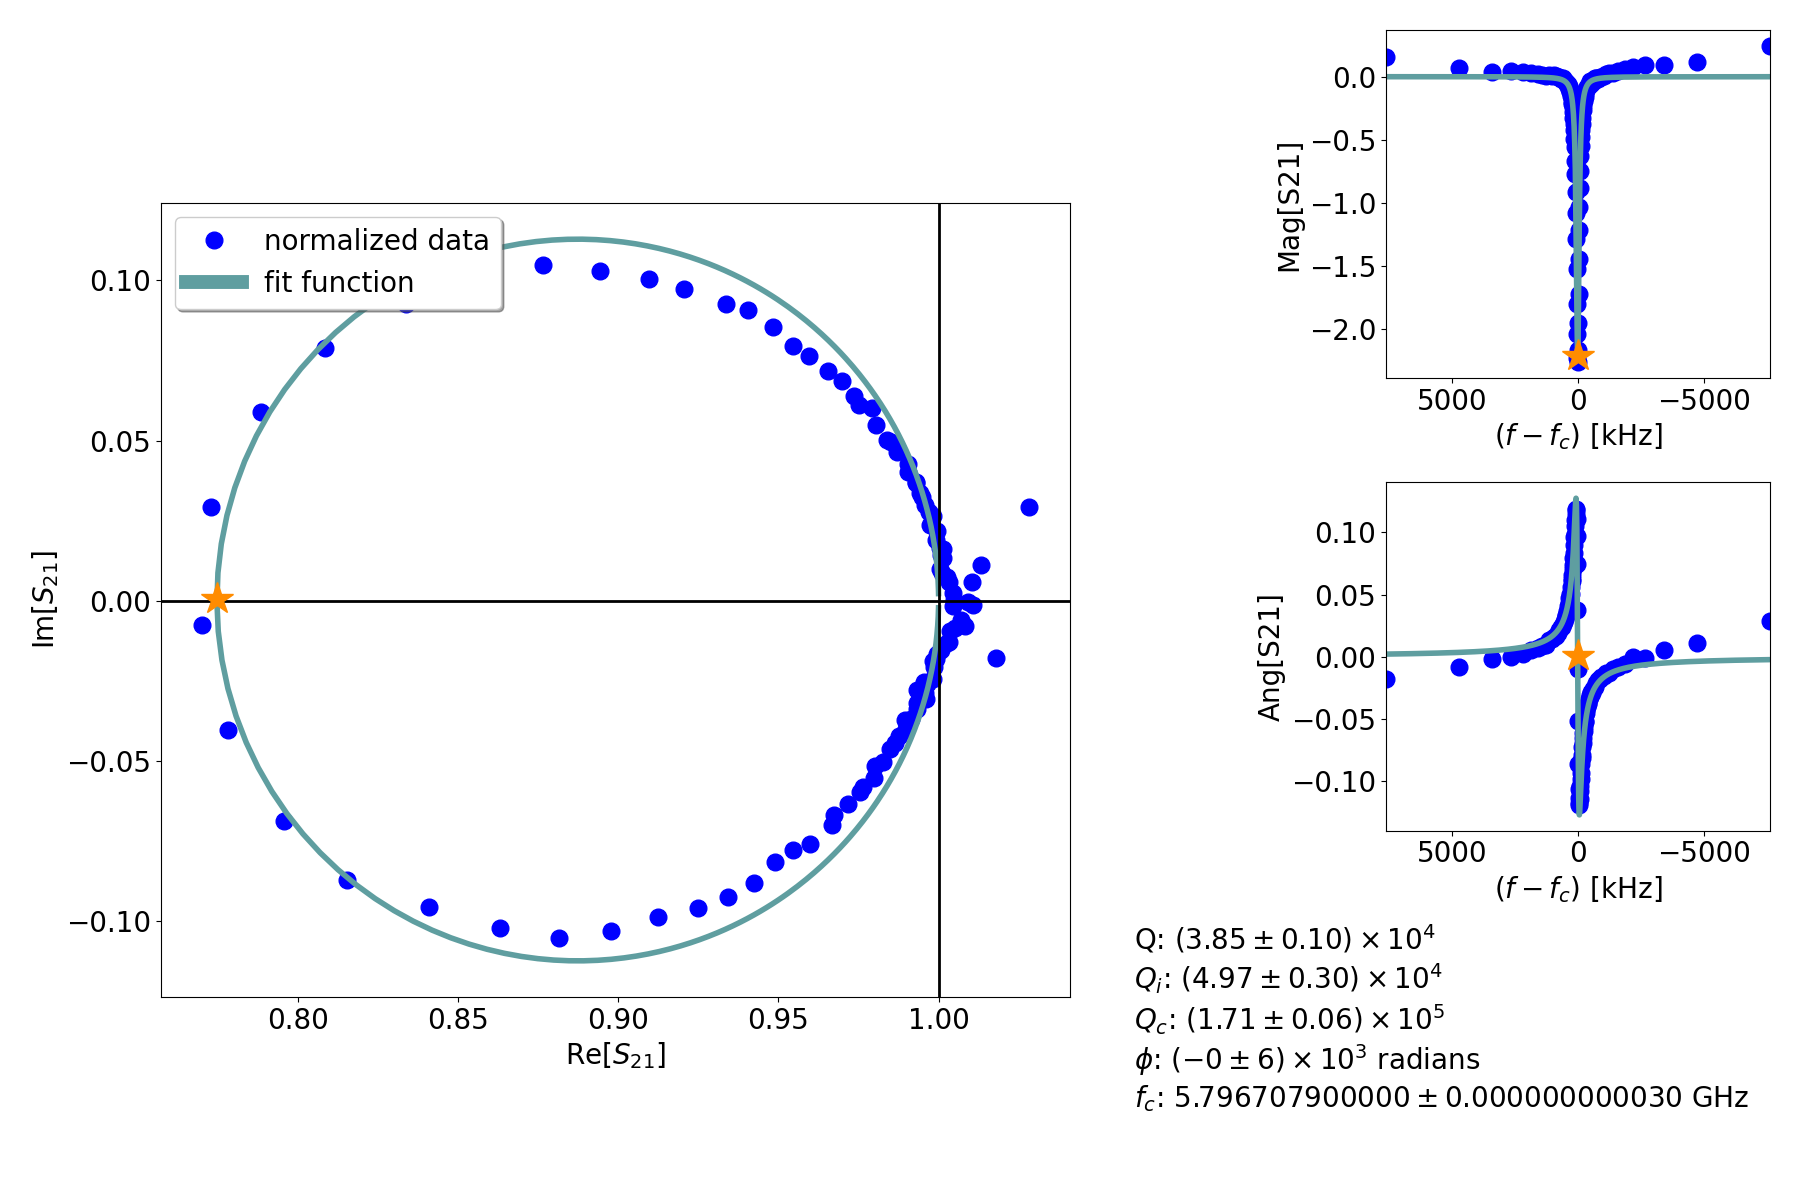 normalized data
fit function
0.10
0.05
0.00
−0.05
−0.10
Im[S21]
0.80 0.85 0.90 0.95 1.00
Re[S21]
0.0
−0.5
−1.0
−1.5
−2.0
Mag[S21]
5000 0 −5000
(f − fc) [kHz]
0.10
0.05
0.00
−0.05
−0.10
Ang[S21]
5000 0 −5000
(f − fc) [kHz]
Q: (3.85 ± 0.10) × 10^4
Qi: (4.97 ± 0.30) × 10^4
Qc: (1.71 ± 0.06) × 10^5
ϕ: (−0 ± 6) × 10^3 radians
fc: 5.796707900000 ± 0.000000000030 GHz